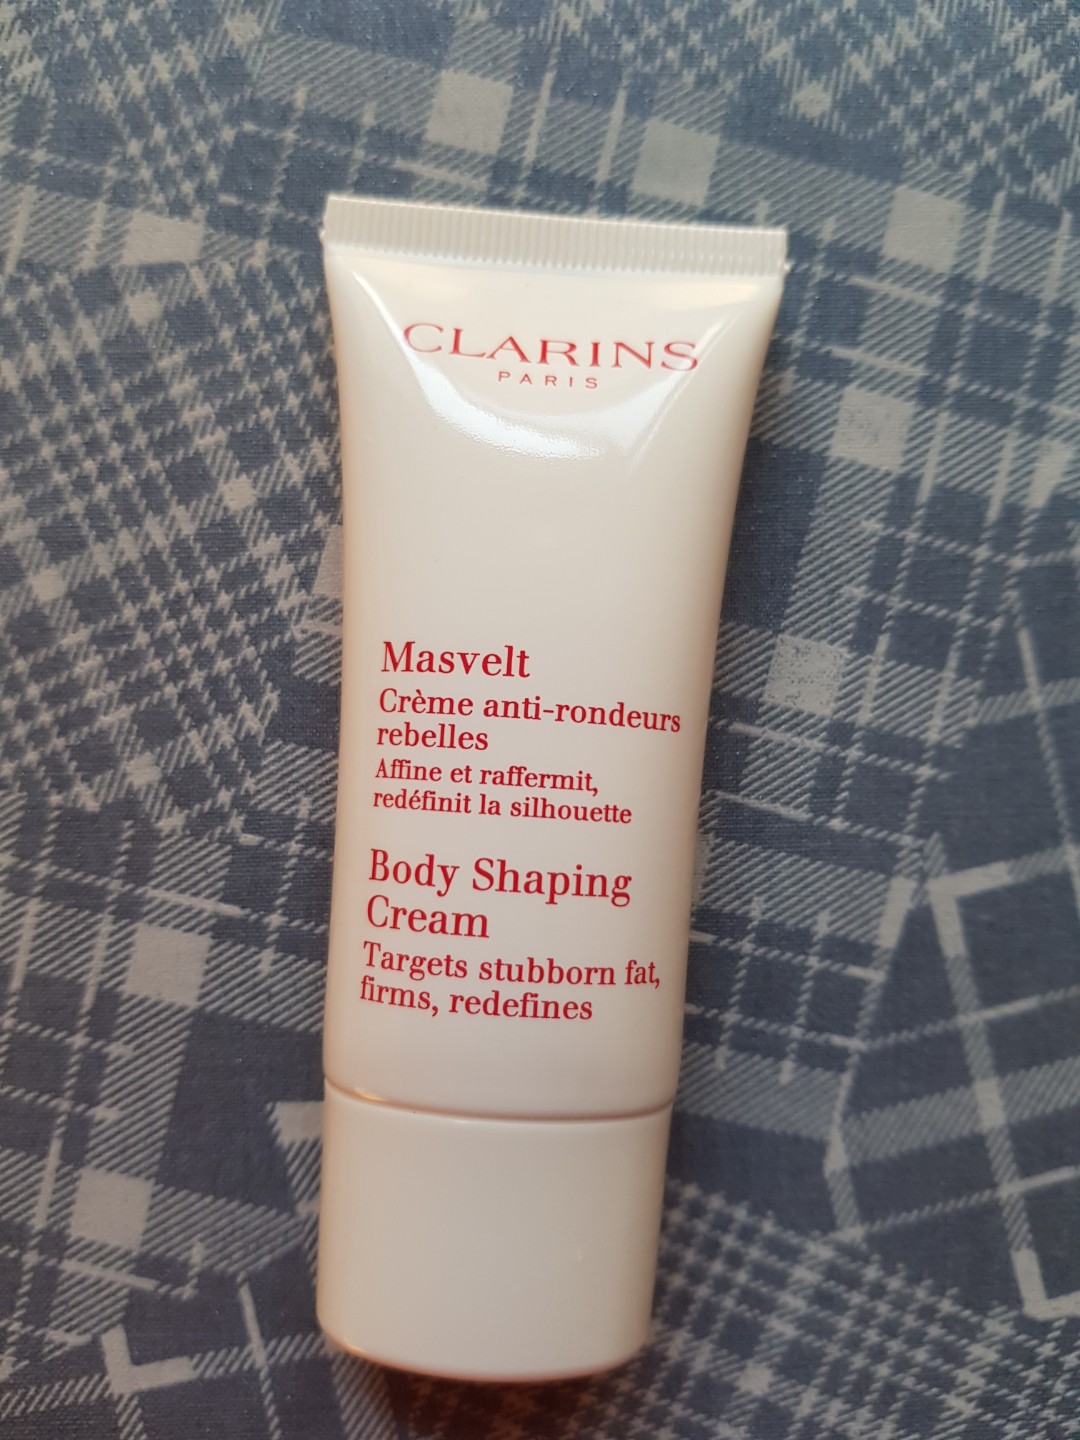 CLARINS
PARIS
Masvelt
Crème anti-rondeurs
rebelles
Affine et raffermit,
redéfinit la silhouette
Body Shaping
Cream
Targets stubborn fat,
firms, redefines